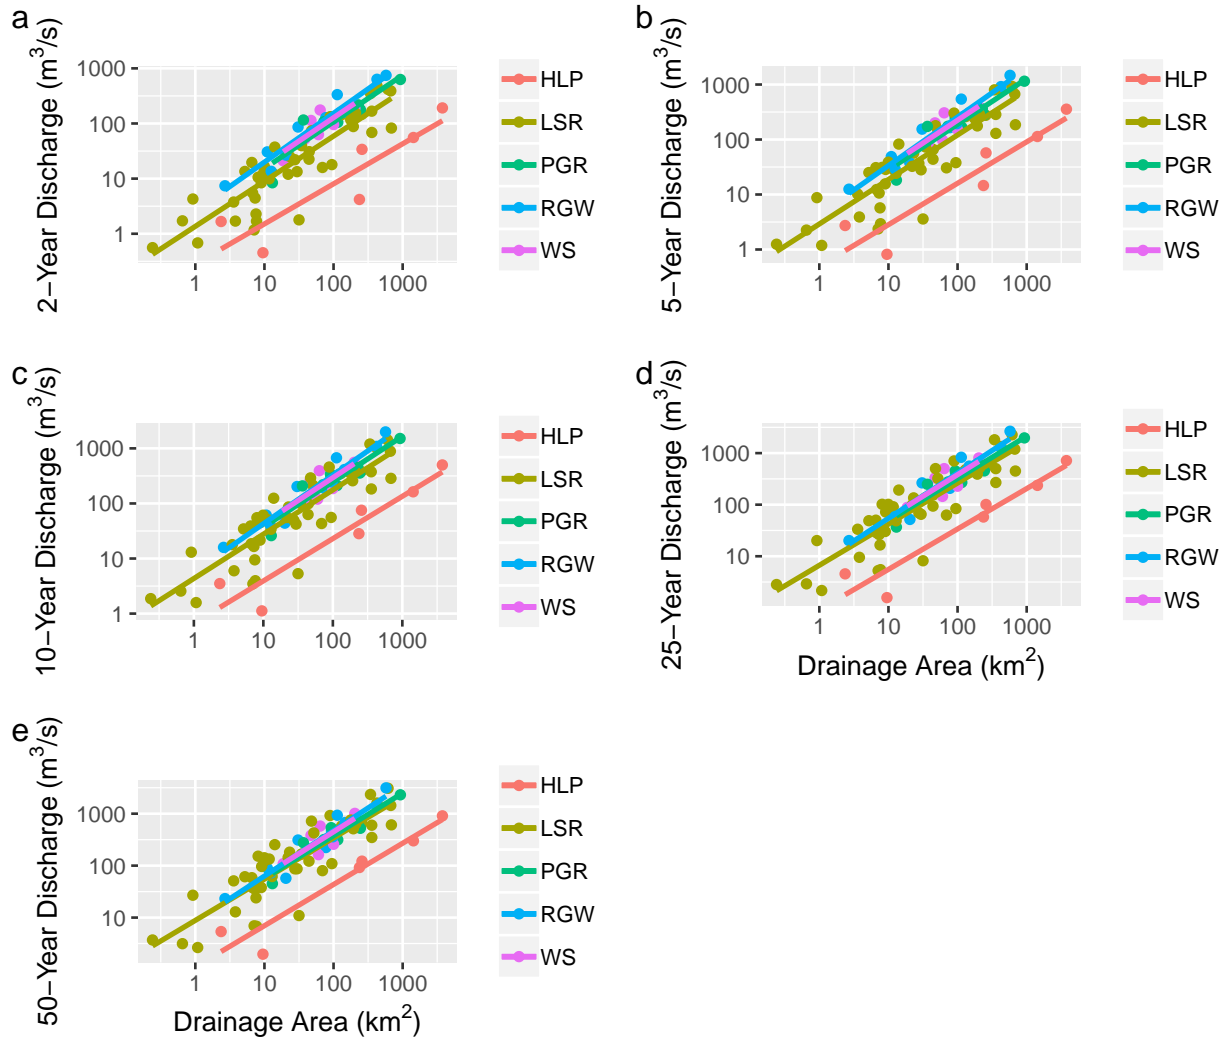 a
2−Year Discharge (m³/s)
1000
100
10
1
1 10 100 1000
HLP
LSR
PGR
RGW
WS
b
5−Year Discharge (m³/s)
1000
100
10
1
1 10 100 1000
HLP
LSR
PGR
RGW
WS
c
10−Year Discharge (m³/s)
1000
100
10
1
1 10 100 1000
HLP
LSR
PGR
RGW
WS
d
25−Year Discharge (m³/s)
1000
100
10
1 10 100 1000
Drainage Area (km²)
HLP
LSR
PGR
RGW
WS
e
50−Year Discharge (m³/s)
1000
100
10
1 10 100 1000
Drainage Area (km²)
HLP
LSR
PGR
RGW
WS